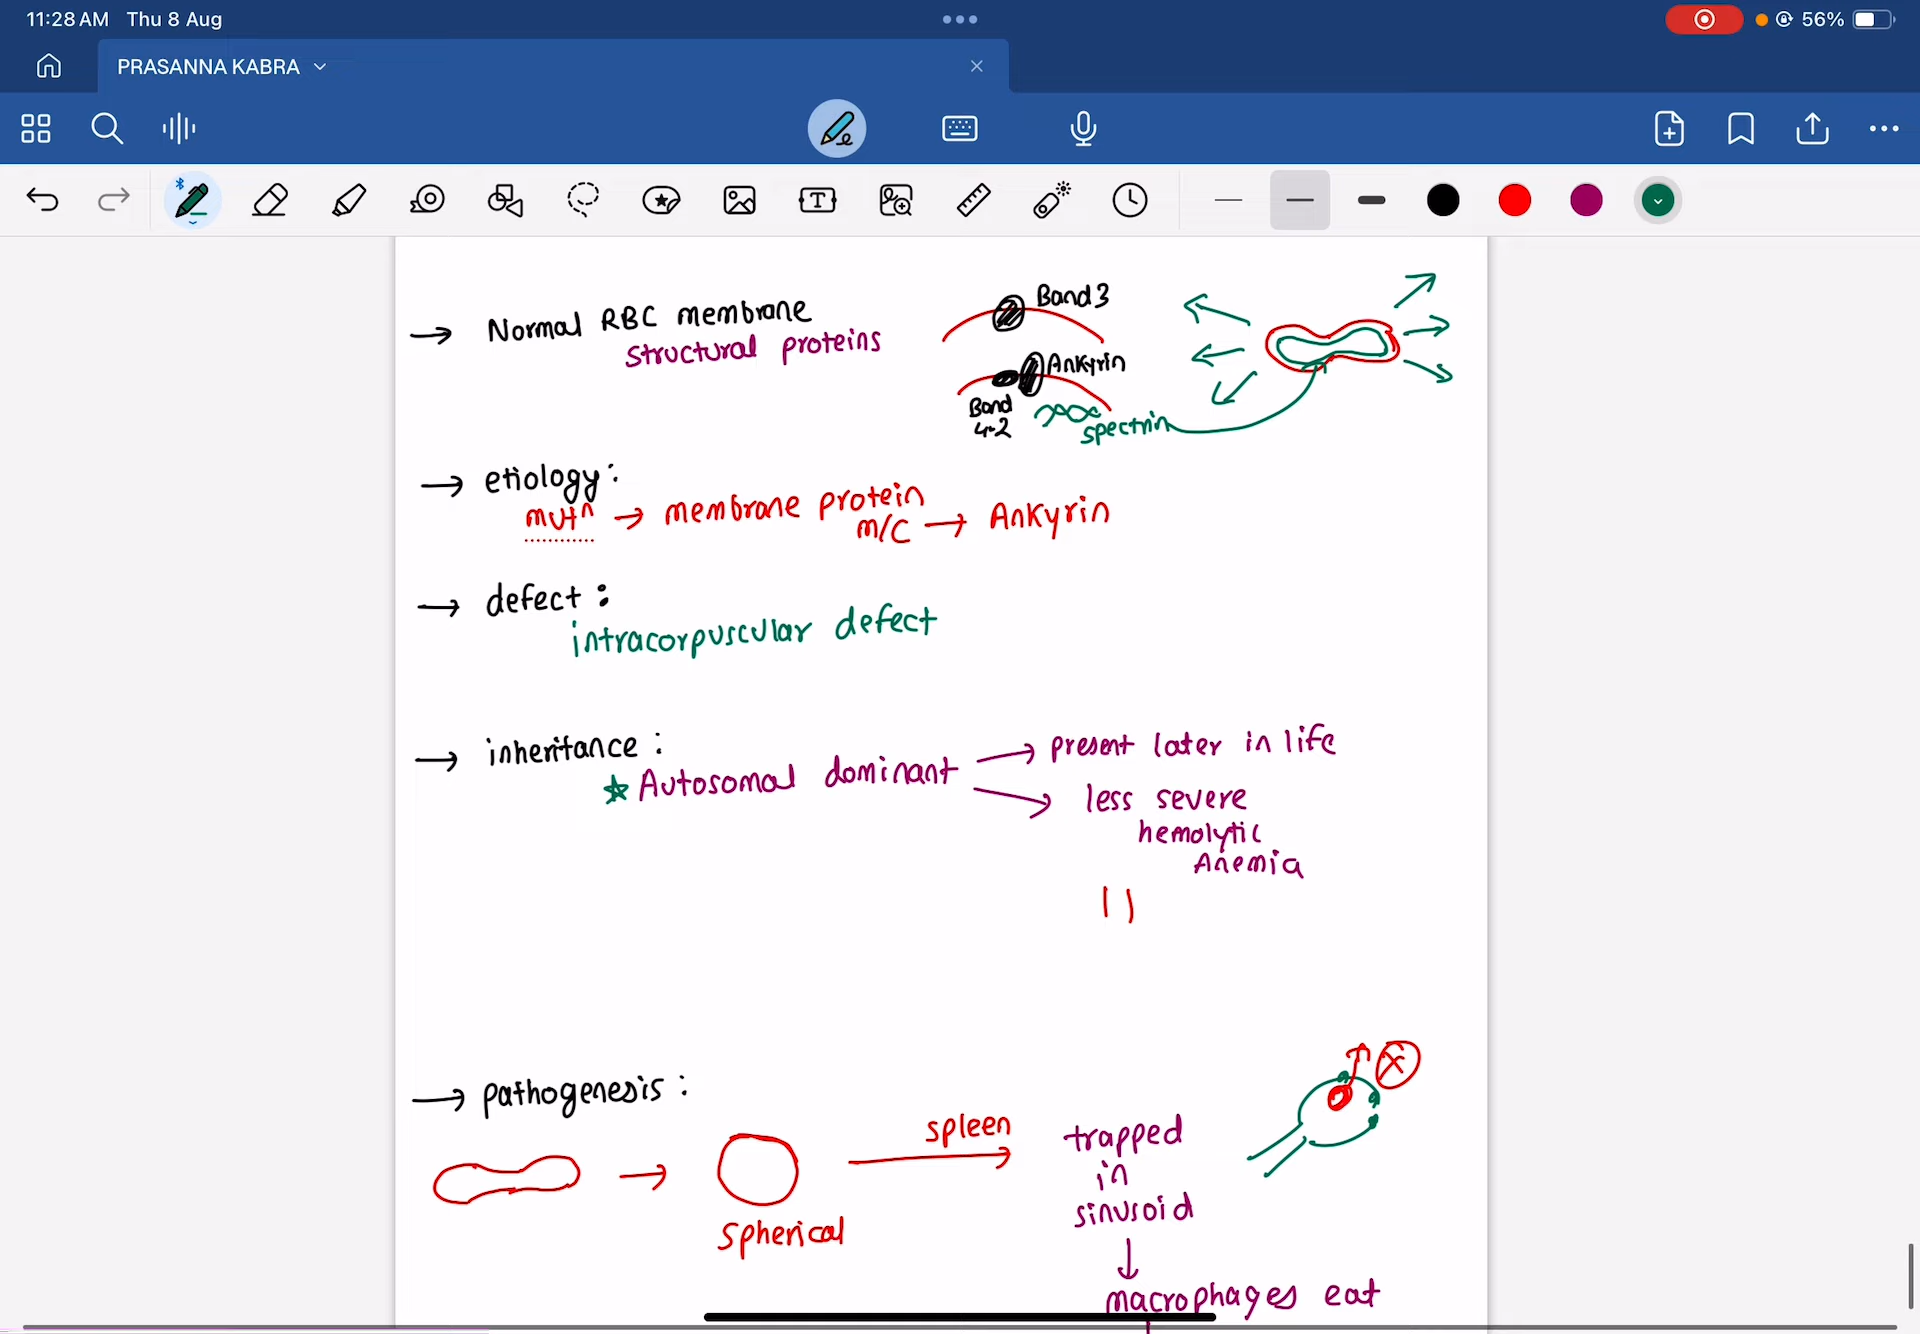 11:28 AM Thu 8 Aug
56%
PRASANNA KABRA
→ Normal RBC membrane
structural proteins
Band 3
Ankyrin
Band
4.2
spectrin
→ etiology:
mutⁿ → membrane protein
m/c → Ankyrin
→ defect:
intracorpuscular defect
→ inheritance:
☆ Autosomal dominant → present later in life
→ less severe
hemolytic
Anemia
→ pathogenesis:
→ spleen
spherical
trapped
in
sinusoid
↓
macrophages eat